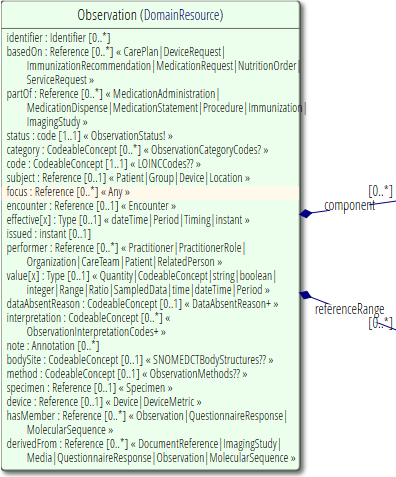 Observation (DomainResource)
identifier : Identifier [0..*]
basedOn : Reference [0..*] « CarePlan|DeviceRequest|
ImmunizationRecommendation|MedicationRequest|NutritionOrder|
ServiceRequest »
partOf : Reference [0..*] « MedicationAdministration|
MedicationDispense|MedicationStatement|Procedure|Immunization|
ImagingStudy »
status : code [1..1] « ObservationStatus! »
category : CodeableConcept [0..*] « ObservationCategoryCodes? »
code : CodeableConcept [1..1] « LOINCCodes?? »
subject : Reference [0..1] « Patient|Group|Device|Location »
focus : Reference [0..*] « Any »
encounter : Reference [0..1] « Encounter »
effective[x] : Type [0..1] « dateTime|Period|Timing|instant »
issued : instant [0..1]
performer : Reference [0..*] « Practitioner|PractitionerRole|
Organization|CareTeam|Patient|RelatedPerson »
value[x] : Type [0..1] « Quantity|CodeableConcept|string|boolean|
integer|Range|Ratio|SampledData|time|dateTime|Period »
dataAbsentReason : CodeableConcept [0..1] « DataAbsentReason+ »
interpretation : CodeableConcept [0..*] «
ObservationInterpretationCodes+ »
note : Annotation [0..*]
bodySite : CodeableConcept [0..1] « SNOMEDCTBodyStructures?? »
method : CodeableConcept [0..1] « ObservationMethods?? »
specimen : Reference [0..1] « Specimen »
device : Reference [0..1] « Device|DeviceMetric »
hasMember : Reference [0..*] « Observation|QuestionnaireResponse|
MolecularSequence »
derivedFrom : Reference [0..*] « DocumentReference|ImagingStudy|
Media|QuestionnaireResponse|Observation|MolecularSequence »
[0..*]
component
referenceRange
[0..*]